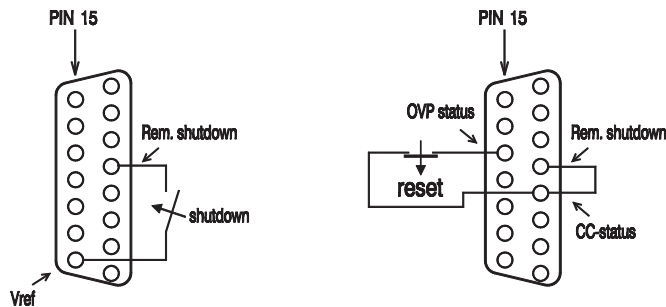 PIN 15
Rem. shutdown
shutdown
Vref
PIN 15
OVP status
Rem. shutdown
reset
CC-status